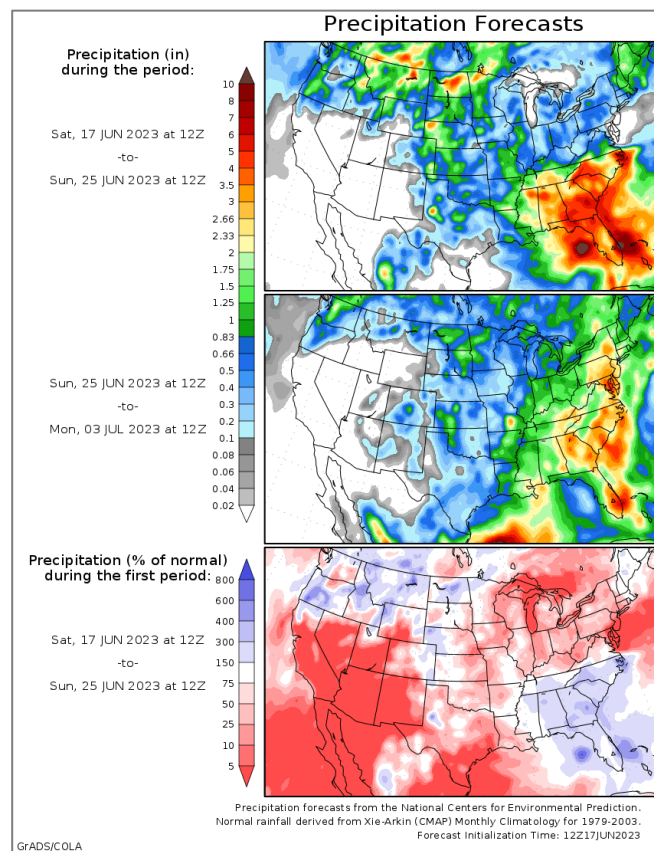 Precipitation Forecasts
Precipitation (in)
during the period:
Sat, 17 JUN 2023 at 12Z
-to-
Sun, 25 JUN 2023 at 12Z
10
8
7
6
5
4
3.5
3
2.66
2.33
2
1.75
1.5
1.25
1
0.83
0.66
0.5
0.4
0.3
0.2
0.1
0.08
0.06
0.04
0.02
Sun, 25 JUN 2023 at 12Z
-to-
Mon, 03 JUL 2023 at 12Z
Precipitation (% of normal)
during the first period:
Sat, 17 JUN 2023 at 12Z
-to-
Sun, 25 JUN 2023 at 12Z
800
600
400
300
150
75
50
25
10
5
Precipitation forecasts from the National Centers for Environmental Prediction.
Normal rainfall derived from Xie-Arkin (CMAP) Monthly Climatology for 1979-2003.
Forecast Initialization Time: 12Z17JUN2023
GrADS/COLA